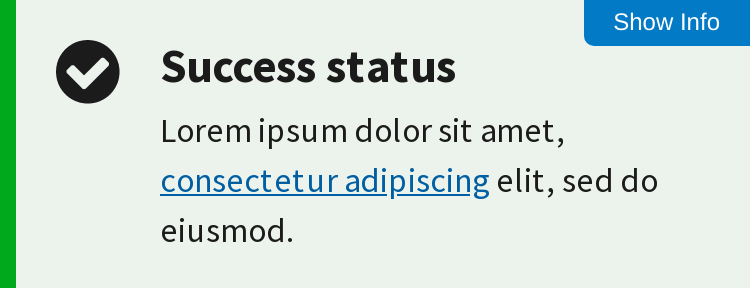 Show Info
Success status
Lorem ipsum dolor sit amet,
consectetur adipiscing elit, sed do
eiusmod.